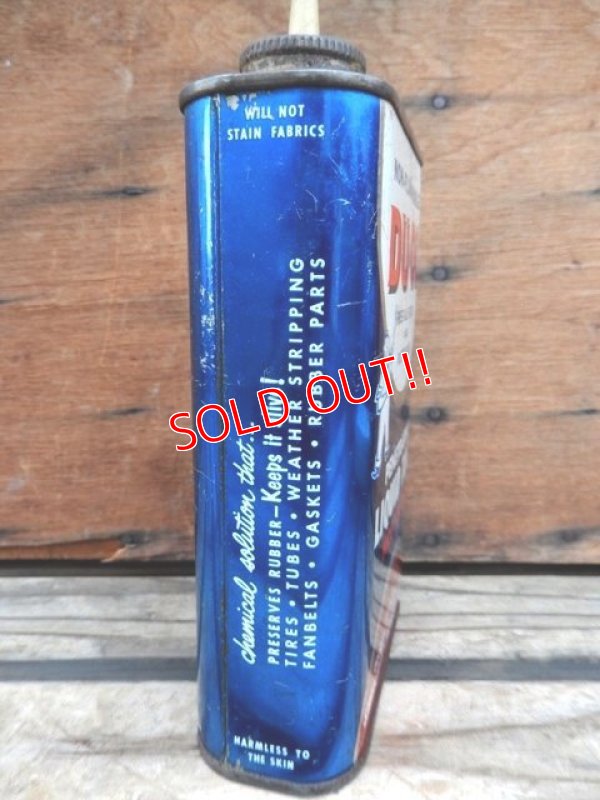 WILL NOT
STAIN FABRICS
chemical solution that...
PRESERVES RUBBER—Keeps it "Liv"!
TIRES • TUBES • WEATHER STRIPPING
FANBELTS • GASKETS • RUBBER PARTS
HARMLESS TO
THE SKIN
SOLD OUT!!